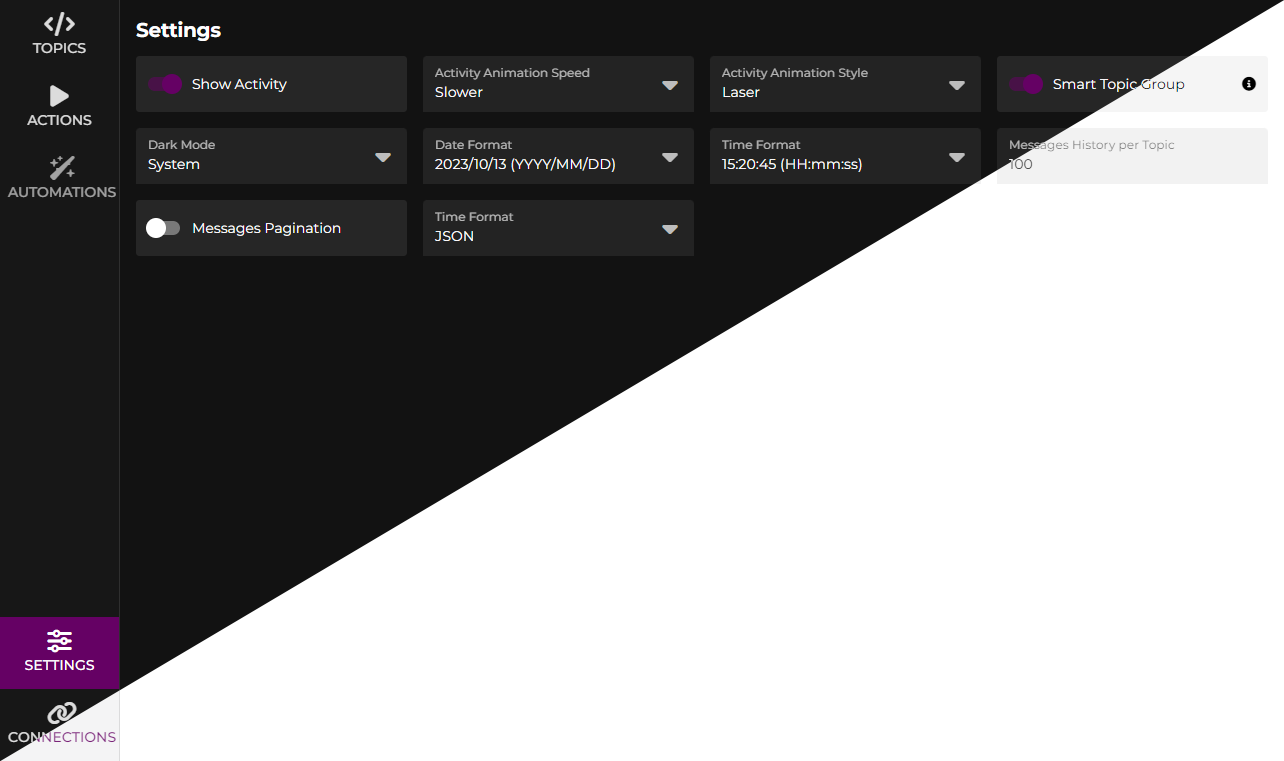 TOPICS
ACTIONS
AUTOMATIONS
SETTINGS
CONNECTIONS
Settings
Show Activity
Activity Animation Speed
Slower
Activity Animation Style
Laser
Smart Topic Group
Dark Mode
System
Date Format
2023/10/13 (YYYY/MM/DD)
Time Format
15:20:45 (HH:mm:ss)
Messages History per Topic
100
Messages Pagination
Time Format
JSON